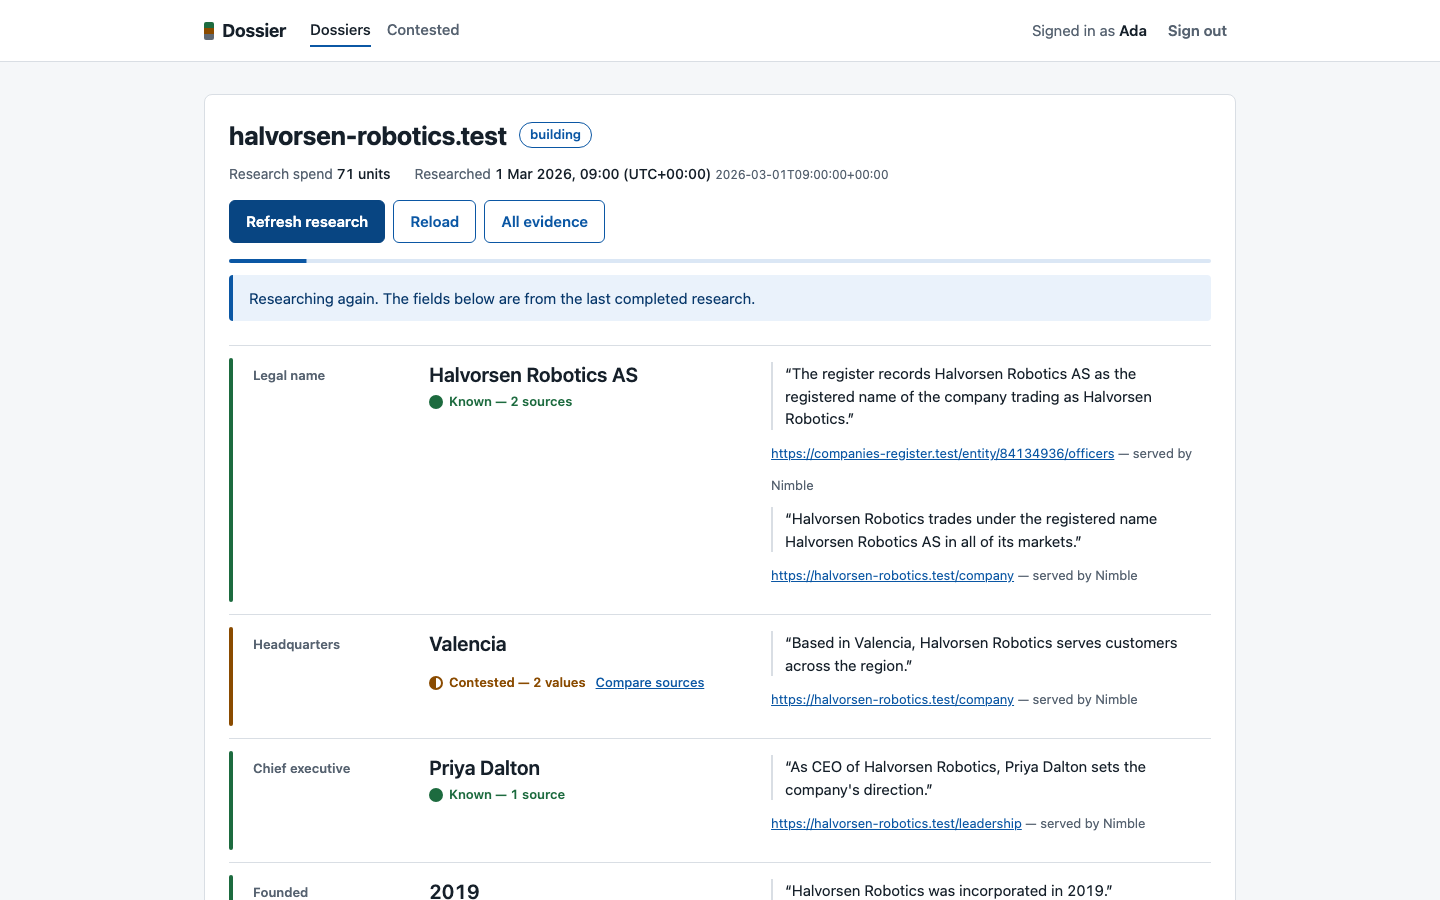 Dossier
Dossiers
Contested
Signed in as Ada
Sign out
halvorsen-robotics.test
building
Research spend 71 units
Researched 1 Mar 2026, 09:00 (UTC+00:00) 2026-03-01T09:00:00+00:00
Refresh research
Reload
All evidence
Researching again. The fields below are from the last completed research.
Legal name
Halvorsen Robotics AS
Known — 2 sources
“The register records Halvorsen Robotics AS as the
registered name of the company trading as Halvorsen
Robotics.”
https://companies-register.test/entity/84134936/officers — served by
Nimble
“Halvorsen Robotics trades under the registered name
Halvorsen Robotics AS in all of its markets.”
https://halvorsen-robotics.test/company — served by Nimble
Headquarters
Valencia
Contested — 2 values Compare sources
“Based in Valencia, Halvorsen Robotics serves customers
across the region.”
https://halvorsen-robotics.test/company — served by Nimble
Chief executive
Priya Dalton
Known — 1 source
“As CEO of Halvorsen Robotics, Priya Dalton sets the
company's direction.”
https://halvorsen-robotics.test/leadership — served by Nimble
Founded
2019
“Halvorsen Robotics was incorporated in 2019.”